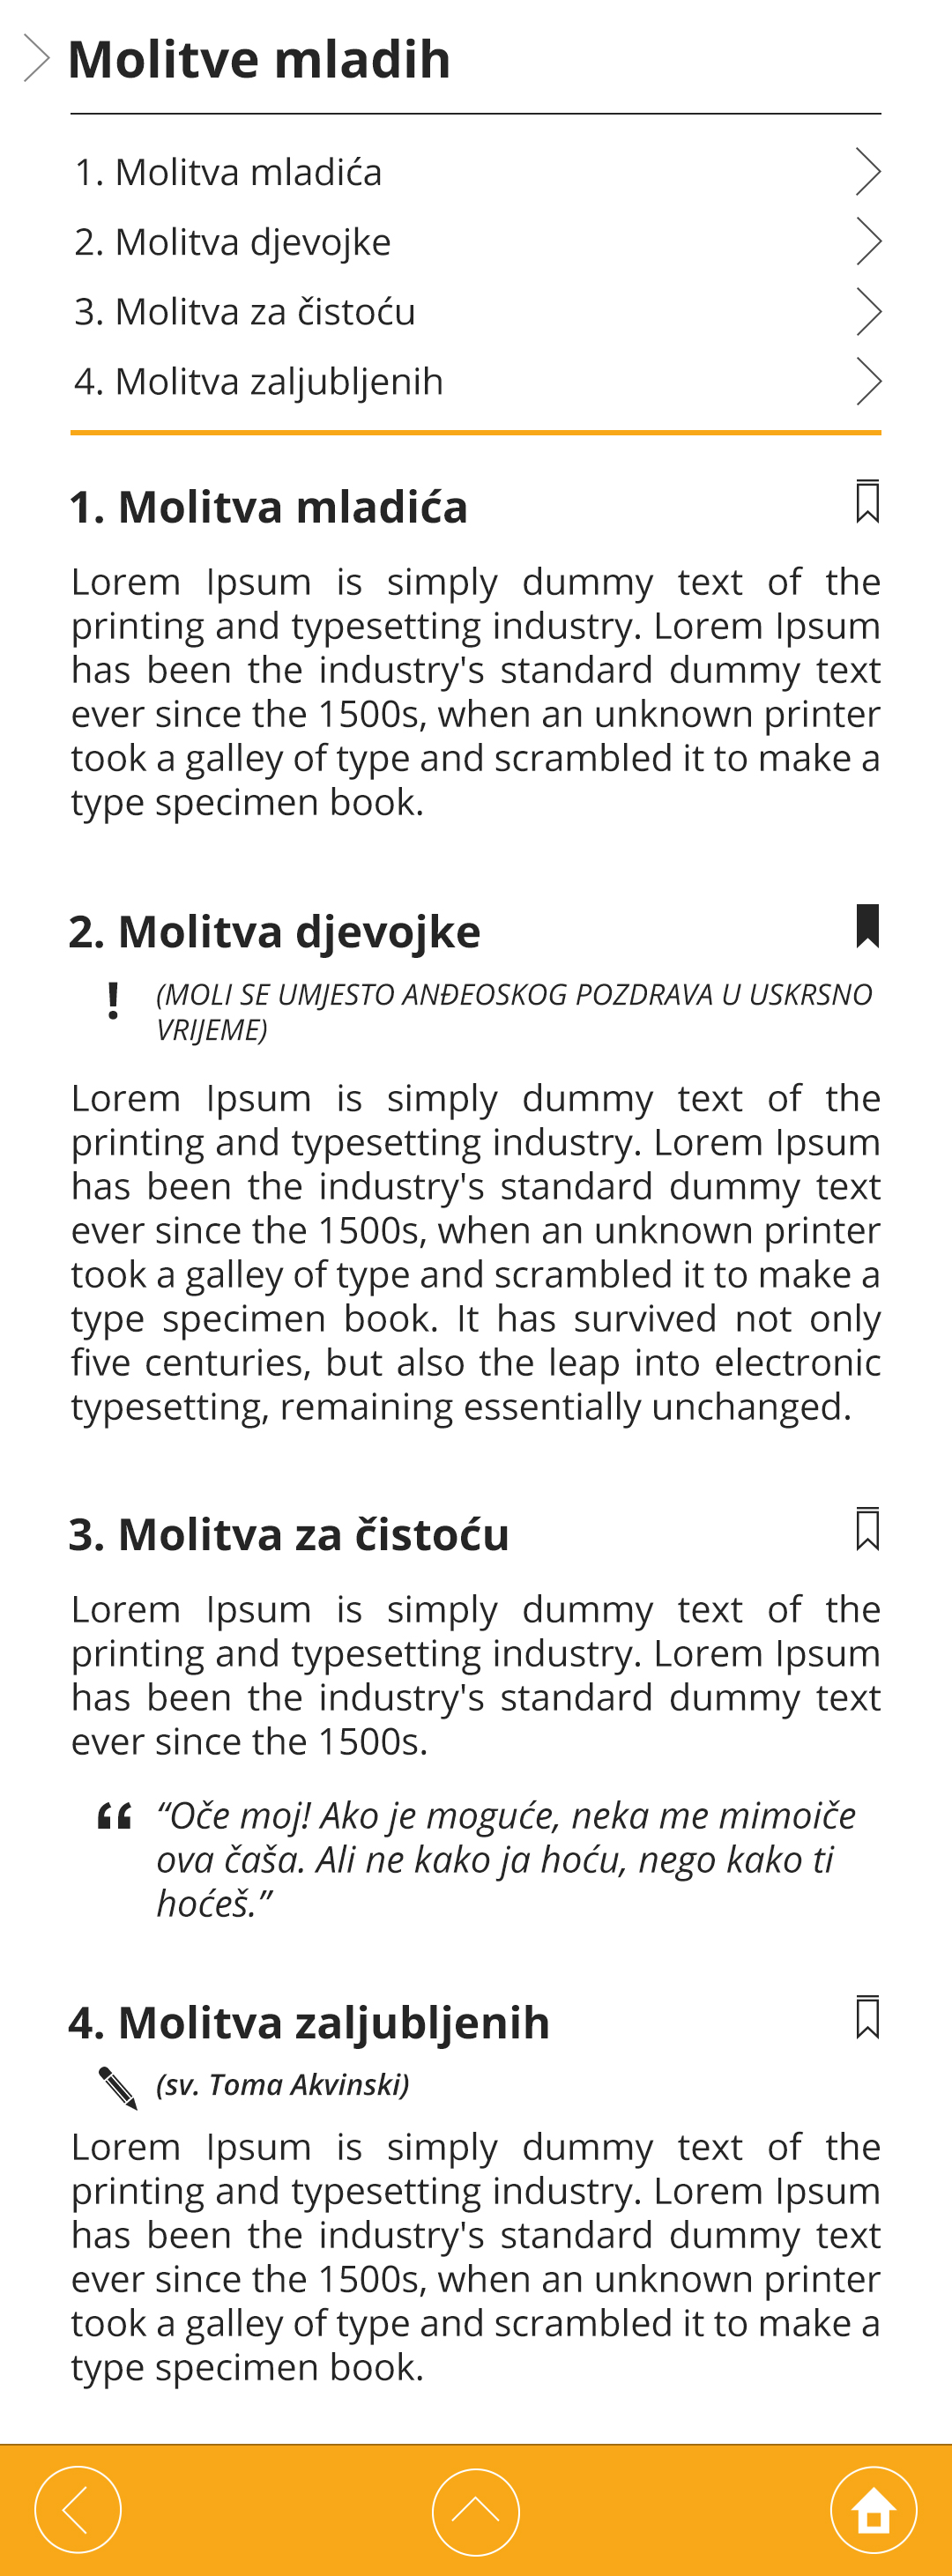 Molitve mladih
1. Molitva mladića
2. Molitva djevojke
3. Molitva za čistoću
4. Molitva zaljubljenih
1. Molitva mladića
Lorem Ipsum is simply dummy text of the
printing and typesetting industry. Lorem Ipsum
has been the industry's standard dummy text
ever since the 1500s, when an unknown printer
took a galley of type and scrambled it to make a
type specimen book.
2. Molitva djevojke
! (MOLI SE UMJESTO ANĐEOSKOG POZDRAVA U USKRSNO
VRIJEME)
Lorem Ipsum is simply dummy text of the
printing and typesetting industry. Lorem Ipsum
has been the industry's standard dummy text
ever since the 1500s, when an unknown printer
took a galley of type and scrambled it to make a
type specimen book. It has survived not only
five centuries, but also the leap into electronic
typesetting, remaining essentially unchanged.
3. Molitva za čistoću
Lorem Ipsum is simply dummy text of the
printing and typesetting industry. Lorem Ipsum
has been the industry's standard dummy text
ever since the 1500s.
“Oče moj! Ako je moguće, neka me mimoiče
ova čaša. Ali ne kako ja hoću, nego kako ti
hoćeš.”
4. Molitva zaljubljenih
(sv. Toma Akvinski)
Lorem Ipsum is simply dummy text of the
printing and typesetting industry. Lorem Ipsum
has been the industry's standard dummy text
ever since the 1500s, when an unknown printer
took a galley of type and scrambled it to make a
type specimen book.